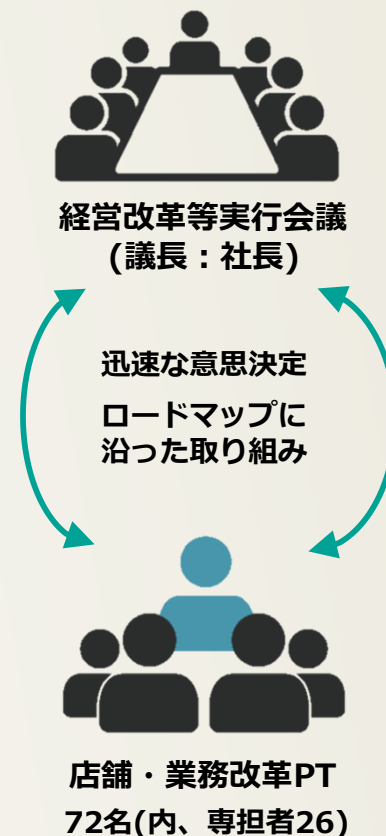 経営改革等実行会議
(議長：社長)
迅速な意思決定
ロードマップに
沿った取り組み
店舗・業務改革PT
72名(内、専担者26)